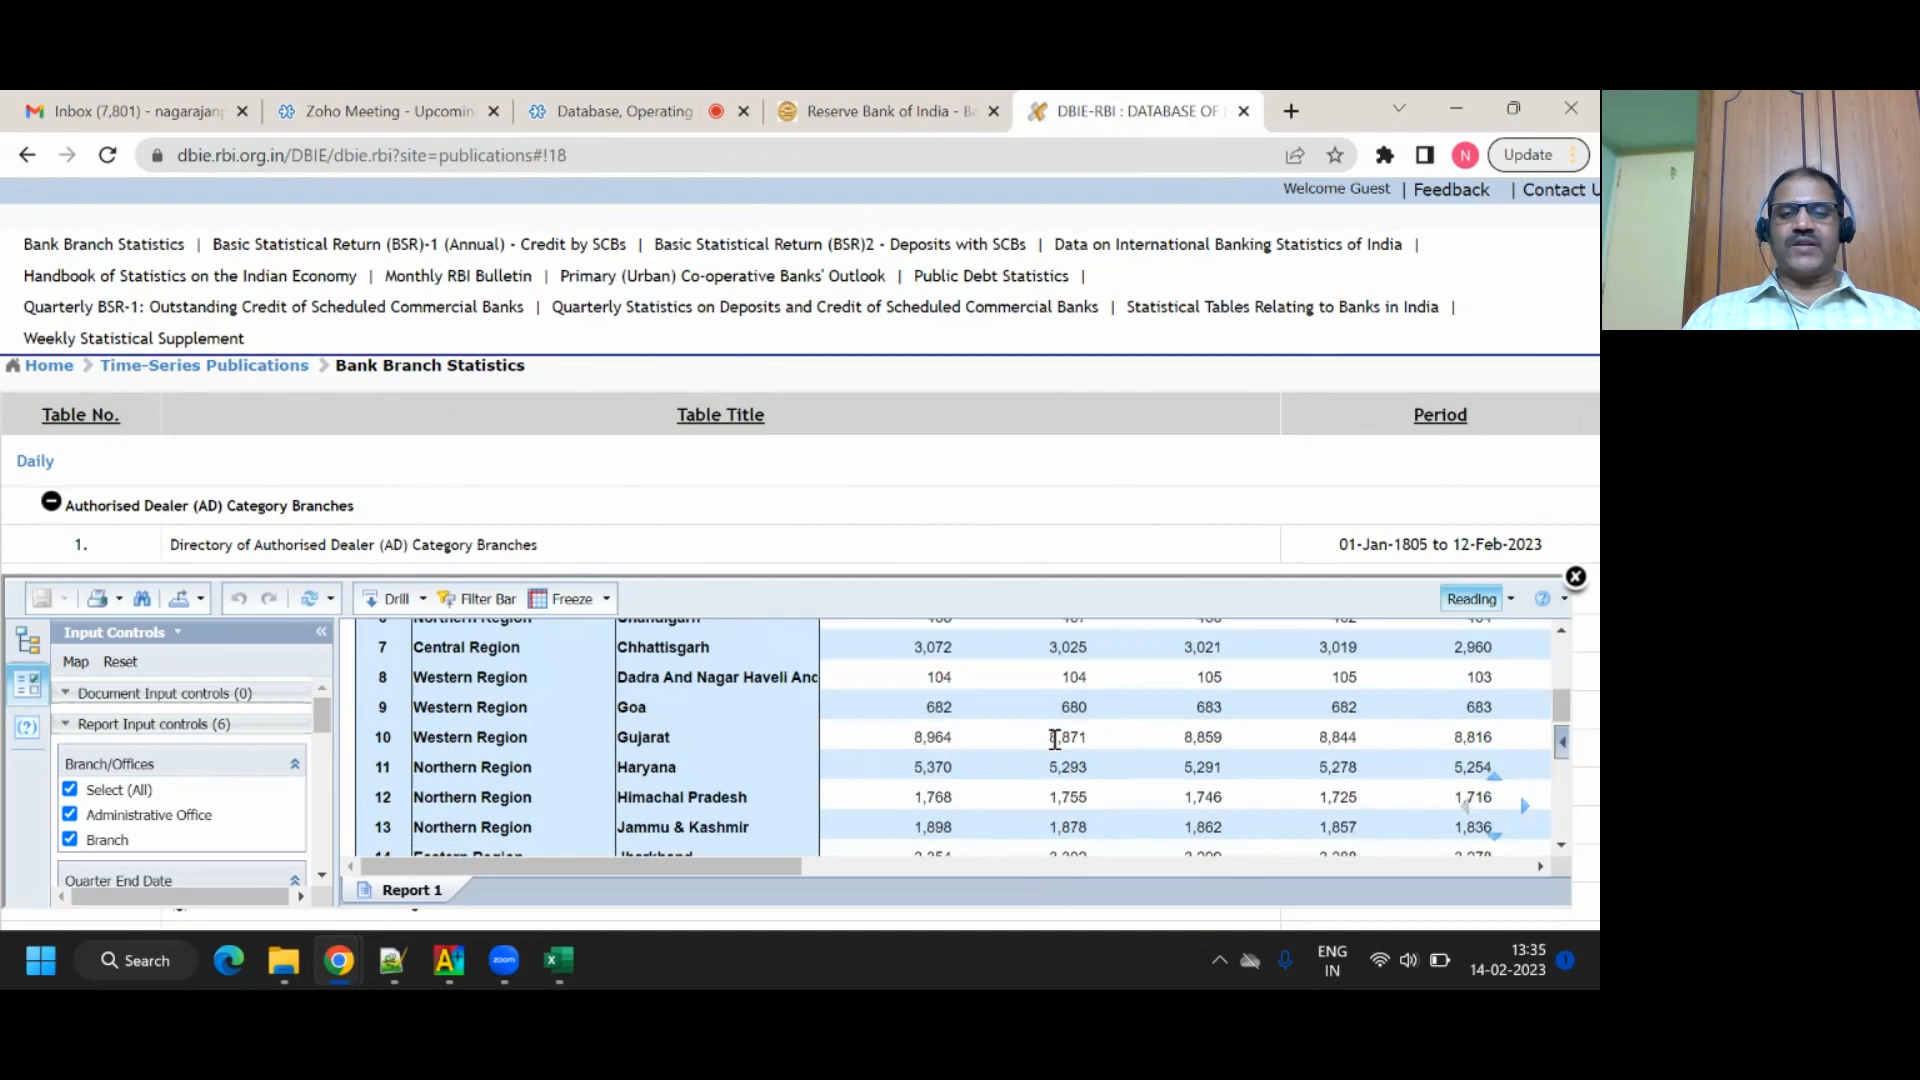 Inbox (7,801) - nagarajanp
Zoho Meeting - Upcomin
Database, Operating
Reserve Bank of India - Ba
DBIE-RBI : DATABASE OF I
dbie.rbi.org.in/DBIE/dbie.rbi?site=publications#!18
N
Update
Welcome Guest | Feedback | Contact U
Bank Branch Statistics | Basic Statistical Return (BSR)-1 (Annual) - Credit by SCBs | Basic Statistical Return (BSR)2 - Deposits with SCBs | Data on International Banking Statistics of India |
Handbook of Statistics on the Indian Economy | Monthly RBI Bulletin | Primary (Urban) Co-operative Banks' Outlook | Public Debt Statistics |
Quarterly BSR-1: Outstanding Credit of Scheduled Commercial Banks | Quarterly Statistics on Deposits and Credit of Scheduled Commercial Banks | Statistical Tables Relating to Banks in India |
Weekly Statistical Supplement
Home > Time-Series Publications > Bank Branch Statistics
Table No. Table Title Period
Daily
Authorised Dealer (AD) Category Branches
1. Directory of Authorised Dealer (AD) Category Branches 01-Jan-1805 to 12-Feb-2023
Drill Filter Bar Freeze Reading
Input Controls
Map Reset
Document Input controls (0)
Report Input controls (6)
Branch/Offices
Select (All)
Administrative Office
Branch
Quarter End Date
7 Central Region Chhattisgarh 3,072 3,025 3,021 3,019 2,960
8 Western Region Dadra And Nagar Haveli And 104 104 105 105 103
9 Western Region Goa 682 680 683 682 683
10 Western Region Gujarat 8,964 8,871 8,859 8,844 8,816
11 Northern Region Haryana 5,370 5,293 5,291 5,278 5,254
12 Northern Region Himachal Pradesh 1,768 1,755 1,746 1,725 1,716
13 Northern Region Jammu & Kashmir 1,898 1,878 1,862 1,857 1,836
Report 1
Search
zoom
ENG
IN
13:35
14-02-2023